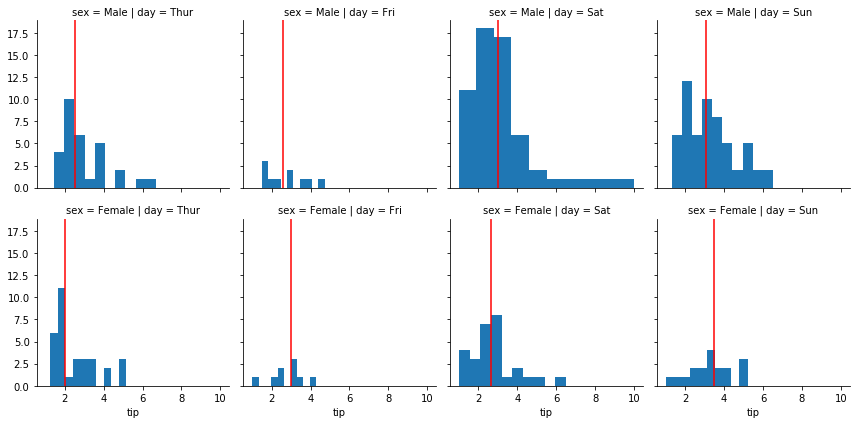 sex = Male | day = Thur
sex = Male | day = Fri
sex = Male | day = Sat
sex = Male | day = Sun
17.5
15.0
12.5
10.0
7.5
5.0
2.5
0.0
sex = Female | day = Thur
sex = Female | day = Fri
sex = Female | day = Sat
sex = Female | day = Sun
17.5
15.0
12.5
10.0
7.5
5.0
2.5
0.0
2 4 6 8 10
2 4 6 8 10
2 4 6 8 10
2 4 6 8 10
tip
tip
tip
tip